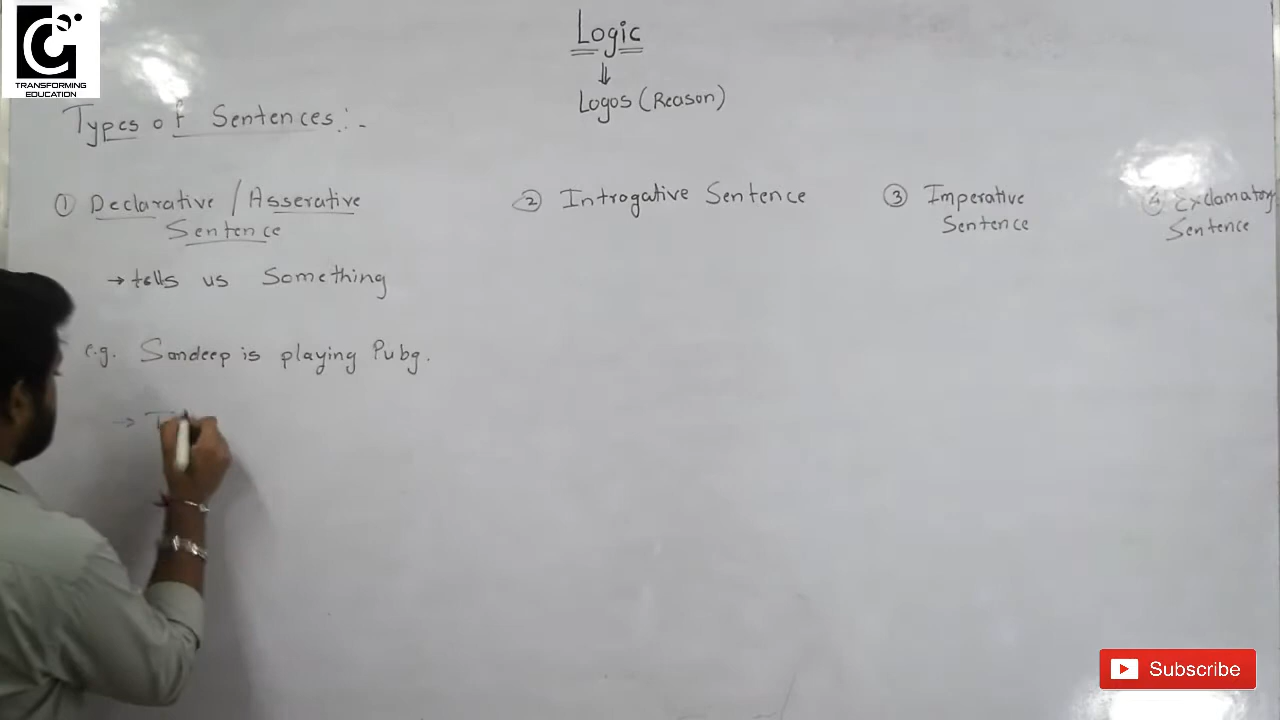 TRANSFORMING
EDUCATION
Logic
⇓
Logos (Reason)
Types of Sentences:-
① Declarative / Asserative
Sentence
→ tells us Something
e.g. Sandeep is playing Pubg.
→ T
② Introgative Sentence
③ Imperative
Sentence
④ Exclamatory
Sentence
Subscribe